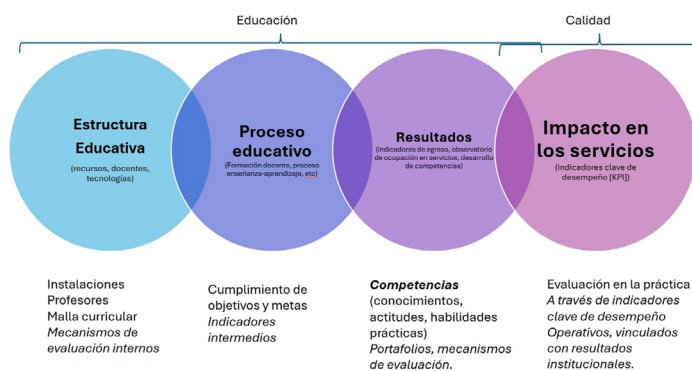 Educación
Calidad
Estructura
Educativa
(recursos, docentes,
tecnologías)
Proceso
educativo
(Formación docente, proceso
enseñanza-aprendizaje, etc)
Resultados
(indicadores de egreso, observatorio
de ocupación en servicios, desarrollo
de competencias)
Impacto en
los servicios
(Indicadores clave de
desempeño [KPI])
Instalaciones
Profesores
Malla curricular
Mecanismos de
evaluación internos
Cumplimiento de
objetivos y metas
Indicadores
intermedios
Competencias
(conocimientos,
actitudes, habilidades
prácticas)
Portafolios, mecanismos
de evaluación.
Evaluación en la práctica
A través de indicadores
clave de desempeño
Operativos, vinculados
con resultados
institucionales.